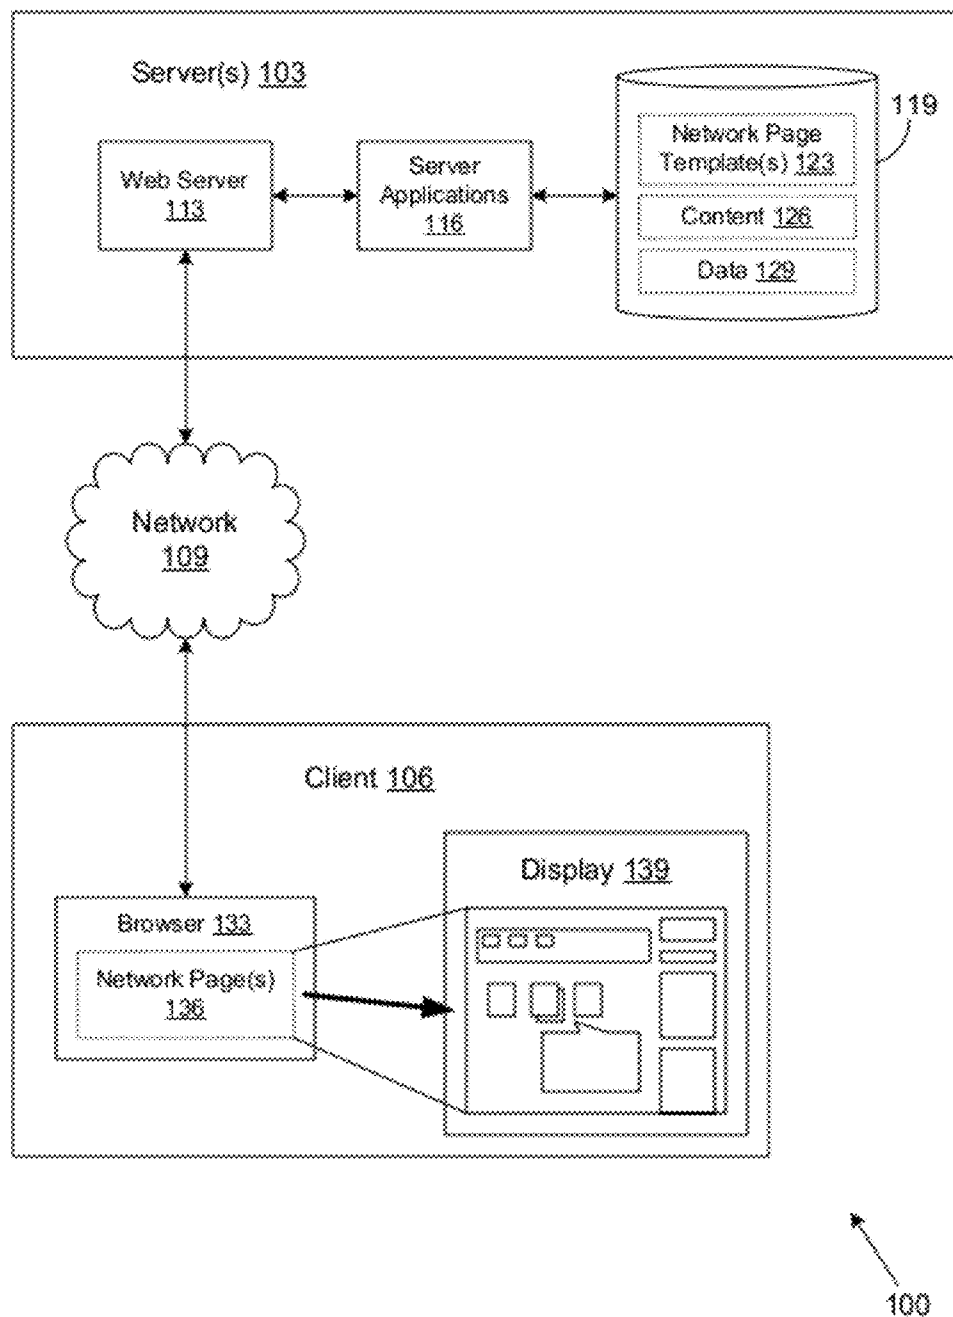 Server(s) 103
119
Network Page
Template(s) 123
Web Server
113
Server
Applications
116
Content 126
Data 129
Network
109
Client 106
Display 139
Browser 133
Network Page(s)
136
100